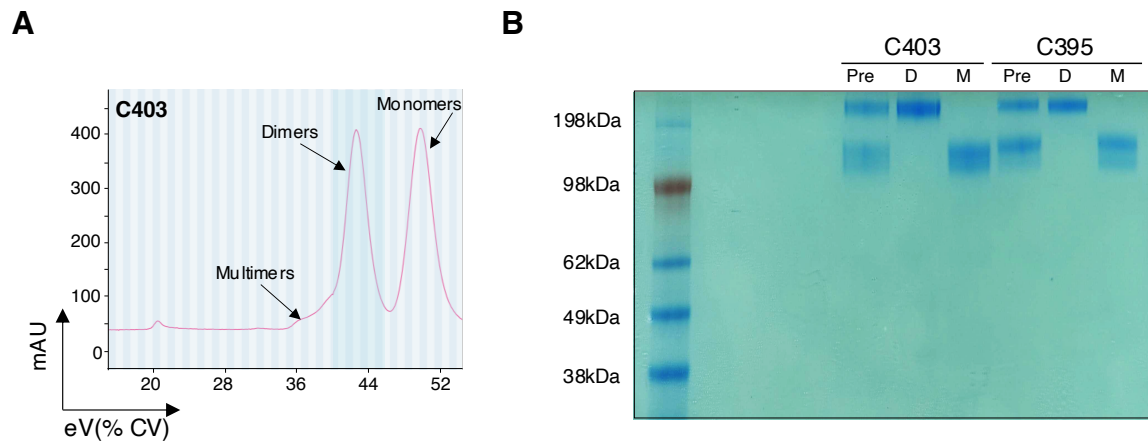 A
C403
Monomers
Dimers
Multimers
400
300
200
100
0
mAU
20 28 36 44 52
eV(% CV)
B
C403 C395
Pre D M Pre D M
198kDa
98kDa
62kDa
49kDa
38kDa